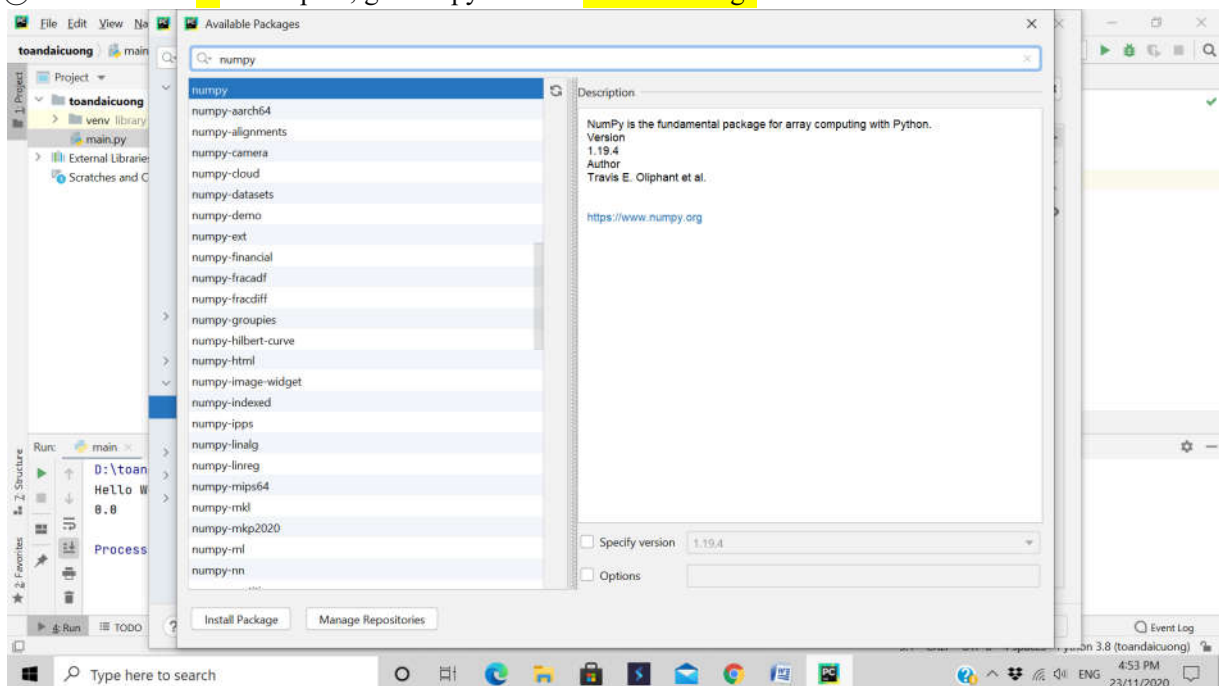 File Edit View Na
Available Packages
toandaicuong
main
numpy
1: Project
Project
toandaicuong
venv library
main.py
External Librarie
Scratches and C
numpy
numpy-aarch64
numpy-alignments
numpy-camera
numpy-cloud
numpy-datasets
numpy-demo
numpy-ext
numpy-financial
numpy-fracadf
numpy-fracdiff
numpy-groupies
numpy-hilbert-curve
numpy-html
numpy-image-widget
numpy-indexed
numpy-ipps
numpy-linalg
numpy-linreg
numpy-mips64
numpy-mkl
numpy-mkp2020
numpy-ml
numpy-nn
Description
NumPy is the fundamental package for array computing with Python.
Version
1.19.4
Author
Travis E. Oliphant et al.
https://www.numpy.org
Specify version 1.19.4
Options
Install Package
Manage Repositories
Run: main
D:\toan
Hello W
0.0
Process
7: Structure
2: Favorites
4: Run
TODO
?
Event Log
3.8 (toandaicuong)
Type here to search
ENG
4:53 PM
23/11/2020